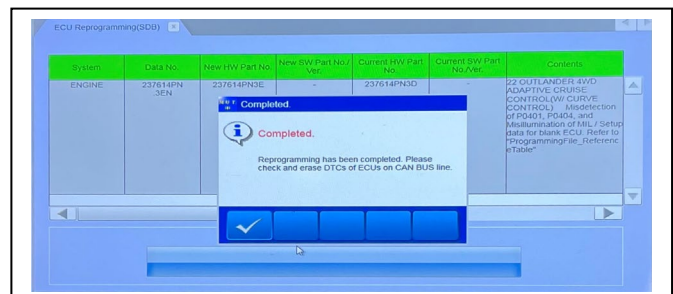 ECU Reprogramming(SDB)
System
Data No.
New HW Part No.
New SW Part No./
Ver.
Current HW Part
No.
Current SW Part
No./Ver.
Contents
ENGINE
237614PN
3EN
237614PN3E
-
237614PN3D
-
22 OUTLANDER 4WD
ADAPTIVE CRUISE
CONTROL(W/ CURVE
CONTROL) Misdetection
of P0401, P0404, and
Misillumination of MIL / Setup
data for blank ECU. Refer to
"ProgrammingFile_Referenc
eTable"
Completed.
Completed.
Reprogramming has been completed. Please
check and erase DTCs of ECUs on CAN BUS line.